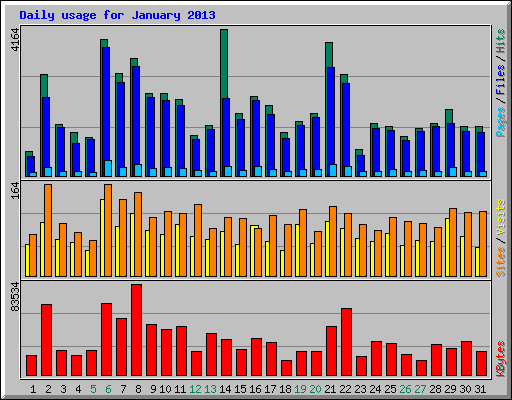 Daily usage for January 2013
4164
Pages / Files / Hits
164
Sites / Visits
83534
KBytes
1 2 3 4 5 6 7 8 9 10 11 12 13 14 15 16 17 18 19 20 21 22 23 24 25 26 27 28 29 30 31